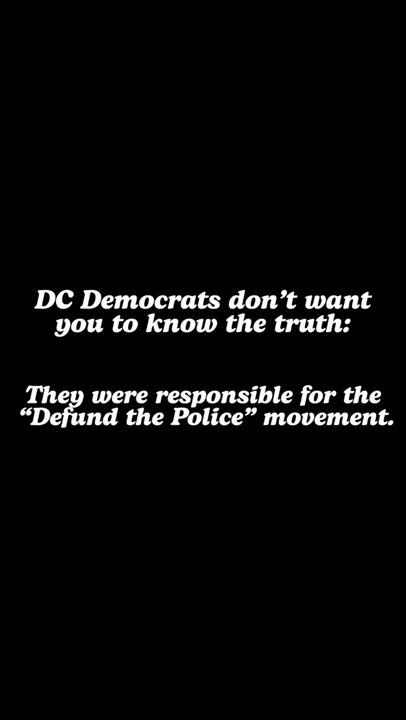 DC Democrats don’t want
you to know the truth:
They were responsible for the
“Defund the Police” movement.